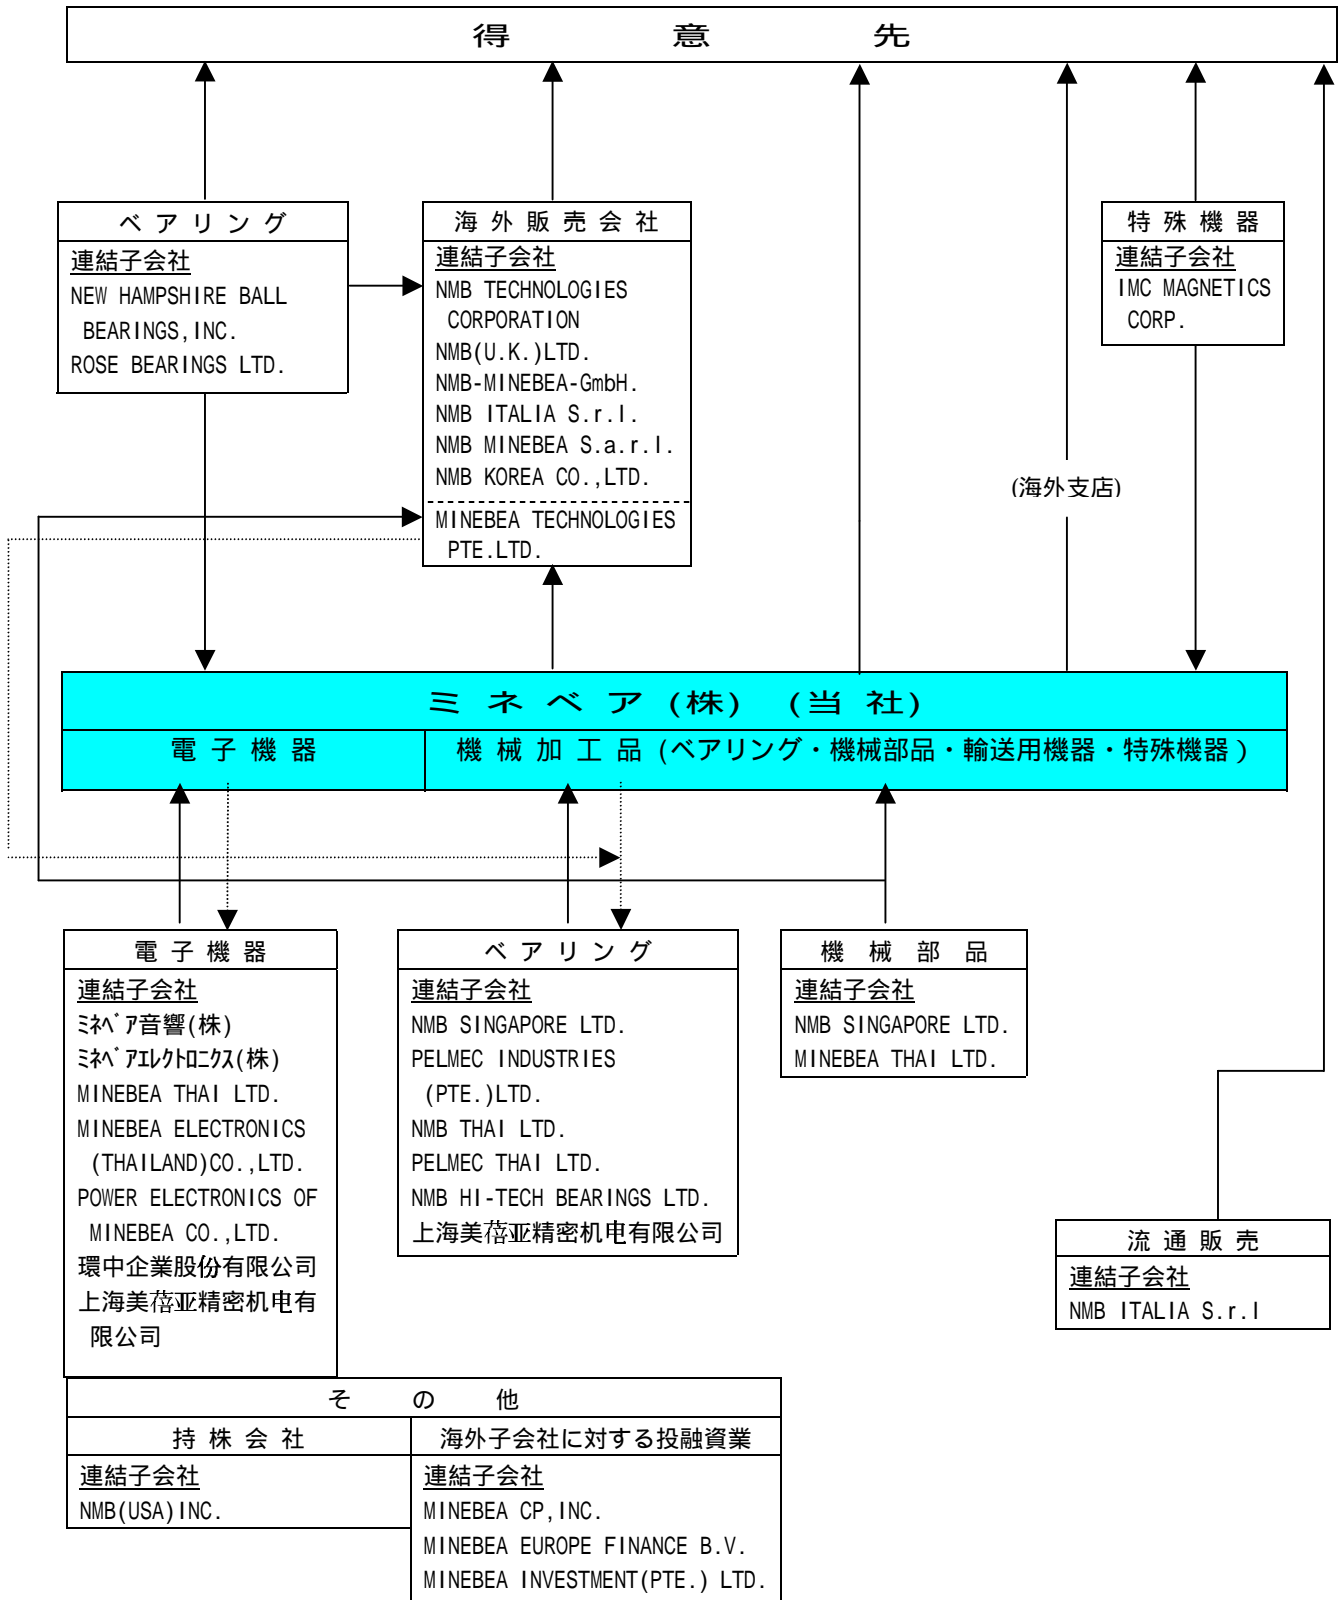 得意先
ベアリング
連結子会社
NEW HAMPSHIRE BALL
BEARINGS,INC.
ROSE BEARINGS LTD.
海外販売会社
連結子会社
NMB TECHNOLOGIES
CORPORATION
NMB(U.K.)LTD.
NMB-MINEBEA-GmbH.
NMB ITALIA S.r.l.
NMB MINEBEA S.a.r.l.
NMB KOREA CO.,LTD.
MINEBEA TECHNOLOGIES
PTE.LTD.
特殊機器
連結子会社
IMC MAGNETICS
CORP.
(海外支店)
ミネベア(株)(当社)
電子機器
機械加工品(ベアリング・機械部品・輸送用機器・特殊機器)
電子機器
連結子会社
ミネベア音響(株)
ミネベアエレクトロニクス(株)
MINEBEA THAI LTD.
MINEBEA ELECTRONICS
(THAILAND)CO.,LTD.
POWER ELECTRONICS OF
MINEBEA CO.,LTD.
環中企業股份有限公司
上海美蓓亚精密机电有
限公司
ベアリング
連結子会社
NMB SINGAPORE LTD.
PELMEC INDUSTRIES
(PTE.)LTD.
NMB THAI LTD.
PELMEC THAI LTD.
NMB HI-TECH BEARINGS LTD.
上海美蓓亚精密机电有限公司
機械部品
連結子会社
NMB SINGAPORE LTD.
MINEBEA THAI LTD.
流通販売
連結子会社
NMB ITALIA S.r.l
その他
持株会社
連結子会社
NMB(USA)INC.
海外子会社に対する投融資業
連結子会社
MINEBEA CP,INC.
MINEBEA EUROPE FINANCE B.V.
MINEBEA INVESTMENT(PTE.) LTD.